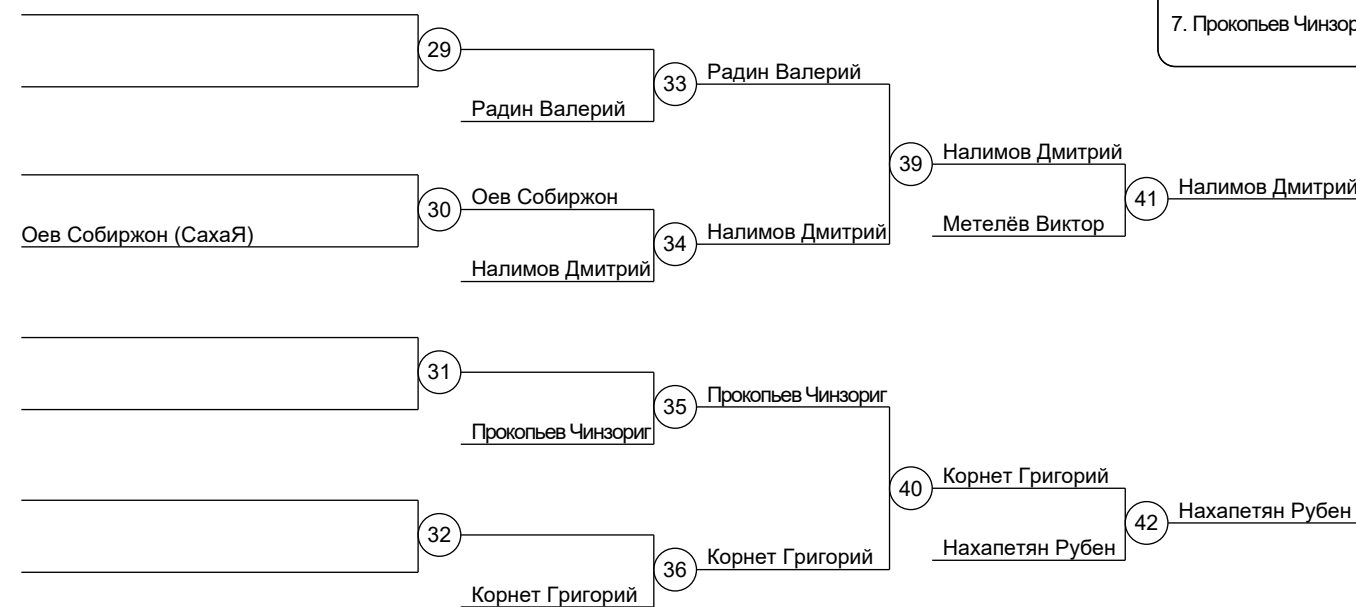 7. Прокопьев Чинзор
29
33
Радин Валерий
Радин Валерий
39
Налимов Дмитрий
30
Оев Собиржон
41
Налимов Дмитрий
Оев Собиржон (СахаЯ)
34
Налимов Дмитрий
Метелёв Виктор
Налимов Дмитрий
31
35
Прокопьев Чинзориг
Прокопьев Чинзориг
40
Корнет Григорий
32
42
Нахапетян Рубен
36
Корнет Григорий
Нахапетян Рубен
Корнет Григорий